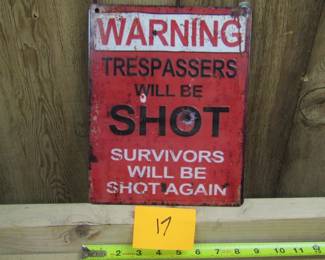 WARNING
TRESPASSERS
WILL BE
SHOT
SURVIVORS
WILL BE
SHOT AGAIN
17
1 2 3 4 5 6 7 8 9 10 11